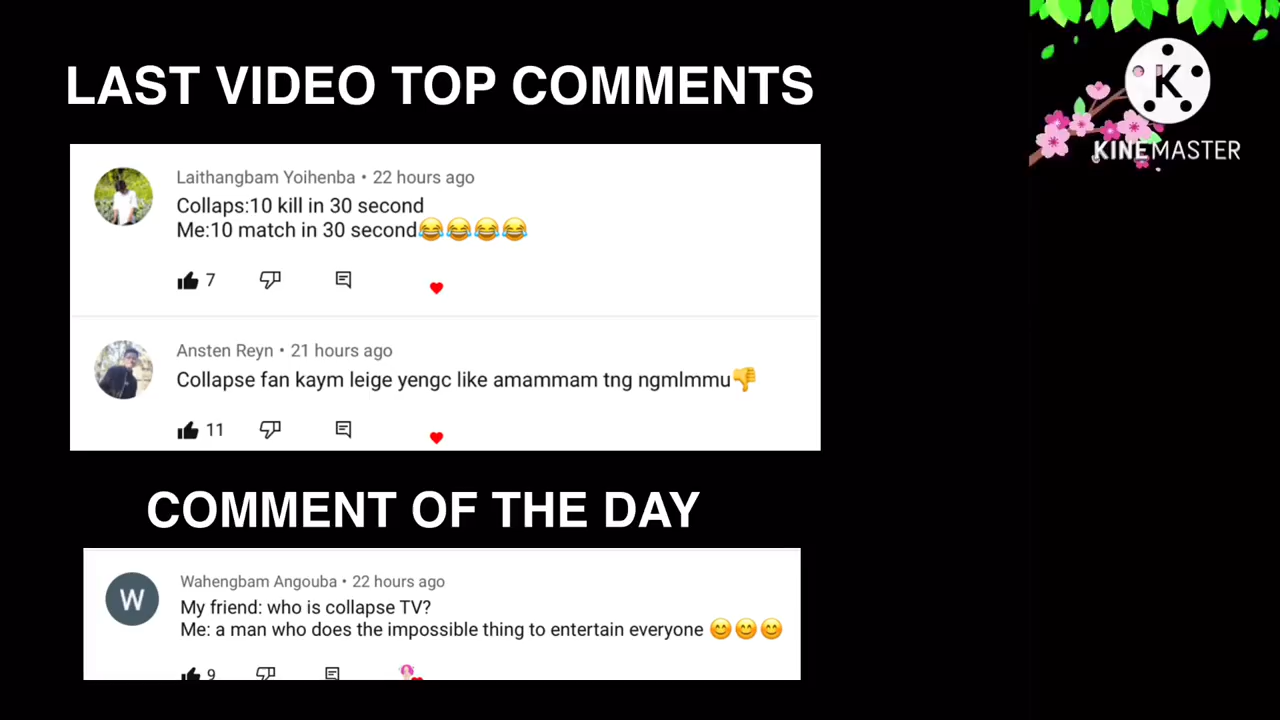 LAST VIDEO TOP COMMENTS
K
KINEMASTER
Laithangbam Yoihenba • 22 hours ago
Collaps:10 kill in 30 second
Me:10 match in 30 second😂😂😂😂
7
Ansten Reyn • 21 hours ago
Collapse fan kaym leige yengc like amammam tng ngmlmmu👎
11
COMMENT OF THE DAY
W
Wahengbam Angouba • 22 hours ago
My friend: who is collapse TV?
Me: a man who does the impossible thing to entertain everyone 😊😊😊
9